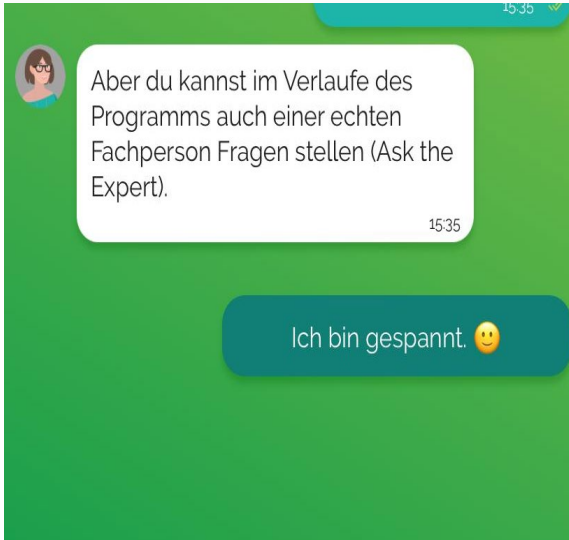 15:35
Aber du kannst im Verlaufe des
Programms auch einer echten
Fachperson Fragen stellen (Ask the
Expert).
15:35
Ich bin gespannt. 🙂